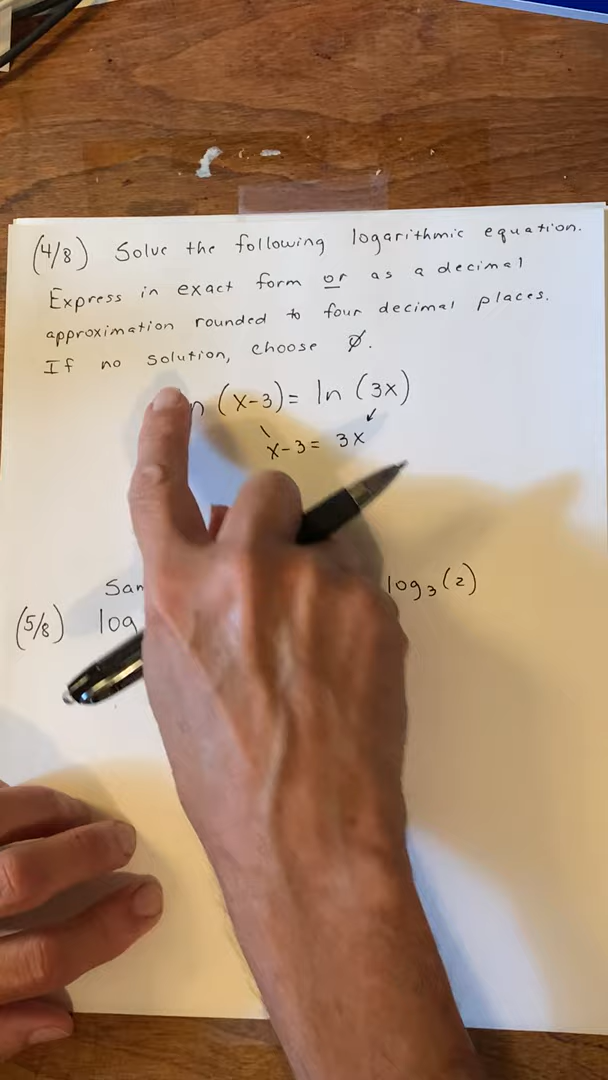 (4/8) Solve the following logarithmic equation.
Express in exact form or as a decimal
approximation rounded to four decimal places.
If no solution, choose Ø.
n (x-3) = ln (3x)
x-3 = 3x
log₃(2)
(5/8) log